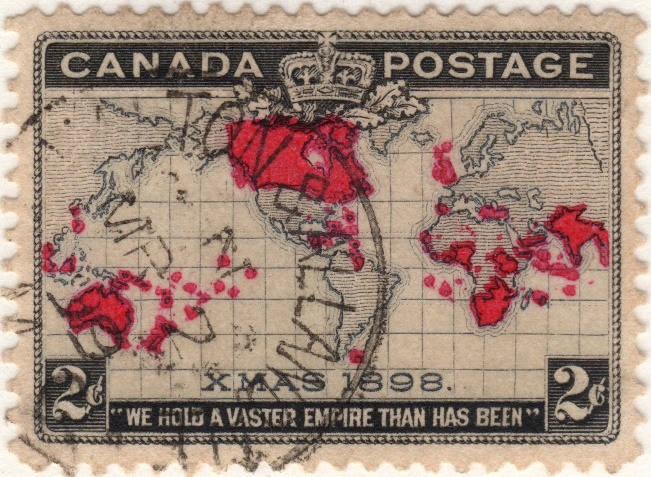 CANADA POSTAGE
XMAS 1898.
2¢ 2¢
"WE HOLD A VASTER EMPIRE THAN HAS BEEN"